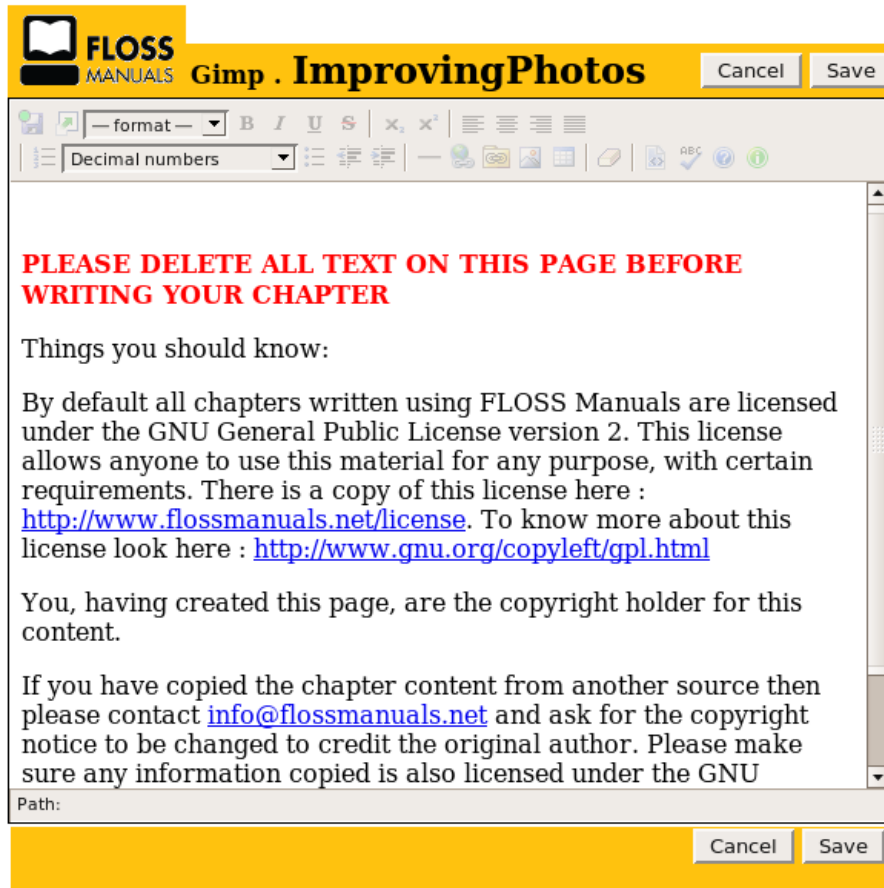 FLOSS
MANUALS
Gimp . ImprovingPhotos
Cancel
Save
— format —
B I U S x₂ x²
Decimal numbers
ABC
PLEASE DELETE ALL TEXT ON THIS PAGE BEFORE
WRITING YOUR CHAPTER
Things you should know:
By default all chapters written using FLOSS Manuals are licensed
under the GNU General Public License version 2. This license
allows anyone to use this material for any purpose, with certain
requirements. There is a copy of this license here :
http://www.flossmanuals.net/license. To know more about this
license look here : http://www.gnu.org/copyleft/gpl.html
You, having created this page, are the copyright holder for this
content.
If you have copied the chapter content from another source then
please contact info@flossmanuals.net and ask for the copyright
notice to be changed to credit the original author. Please make
sure any information copied is also licensed under the GNU
Path:
Cancel
Save